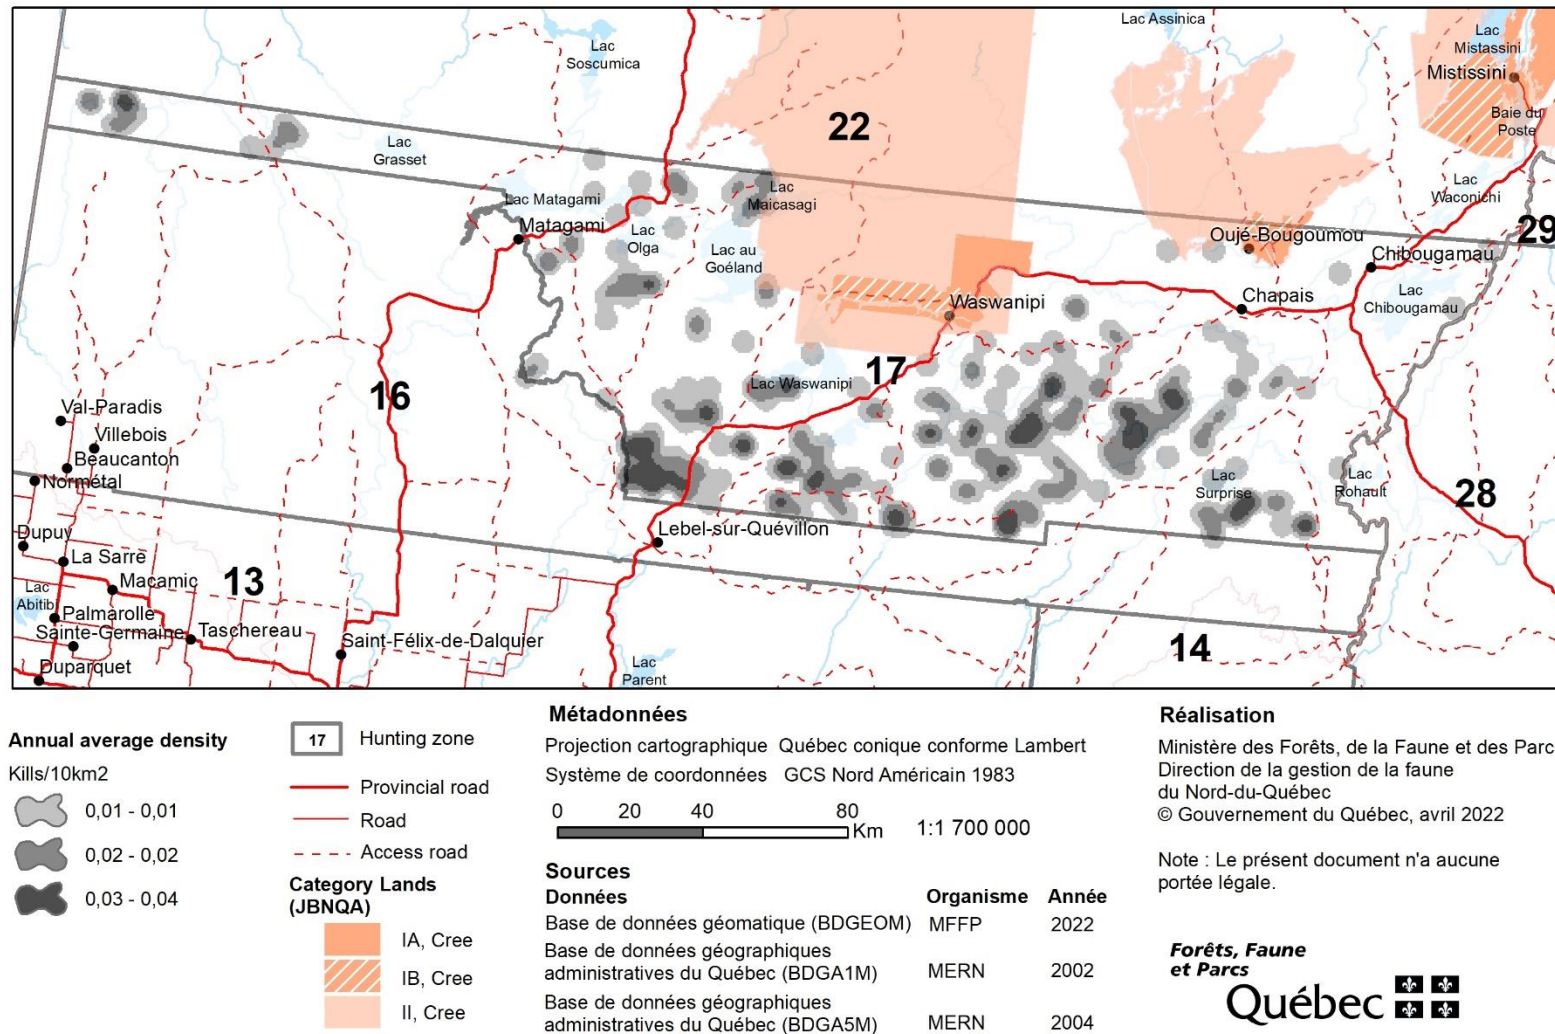 Lac Assinica
Lac
Soscumica
Lac
Mistassini
Mistissini
22
Baie du
Poste
Lac
Grasset
Lac
Maicasagi
Lac
Waconichi
Lac Matagami
Matagami
Lac
Olga
Lac au
Goéland
Oujé-Bougoumou
29
Chibougamau
Waswanipi
Chapais
Lac
Chibougamau
16
Lac Waswanipi
17
Val-Paradis
Villebois
Beaucanton
Normétal
Lac
Surprise
Lac
Rohault
28
Dupuy
La Sarre
Lebel-sur-Quévillon
Macamic
13
Lac
Abitibi
Palmarolle
Sainte-Germaine
Taschereau
Saint-Félix-de-Dalquier
14
Duparquet
Lac
Parent
Annual average density
Kills/10km2
0,01 - 0,01
0,02 - 0,02
0,03 - 0,04
17 Hunting zone
Provincial road
Road
Access road
Category Lands
(JBNQA)
IA, Cree
IB, Cree
II, Cree
Métadonnées
Projection cartographique Québec conique conforme Lambert
Système de coordonnées GCS Nord Américain 1983
0 20 40 80
Km 1:1 700 000
Sources
Données Organisme Année
Base de données géomatique (BDGEOM) MFFP 2022
Base de données géographiques
administratives du Québec (BDGA1M) MERN 2002
Base de données géographiques
administratives du Québec (BDGA5M) MERN 2004
Réalisation
Ministère des Forêts, de la Faune et des Parc
Direction de la gestion de la faune
du Nord-du-Québec
© Gouvernement du Québec, avril 2022
Note : Le présent document n'a aucune
portée légale.
Forêts, Faune
et Parcs
Québec